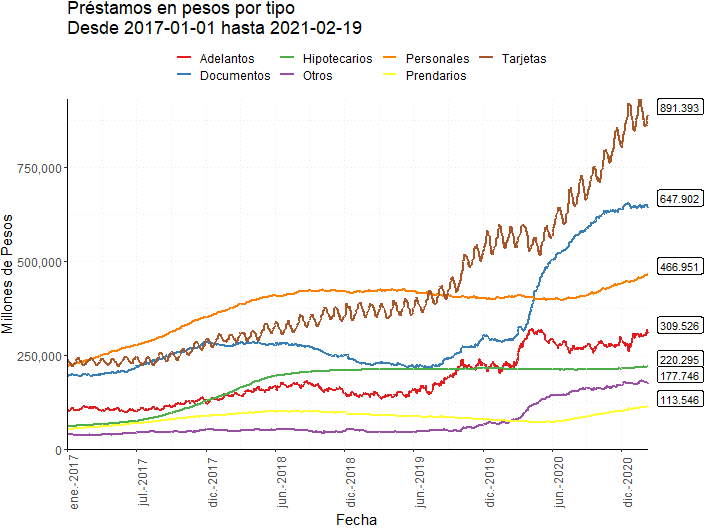 Préstamos en pesos por tipo
Desde 2017-01-01 hasta 2021-02-19
Adelantos Hipotecarios Personales Tarjetas
Documentos Otros Prendarios
Millones de Pesos
750,000
500,000
250,000
0
891.393
647.902
466.951
309.526
220.295
177.746
113.546
ene.-2017 jul.-2017 dic.-2017 jun.-2018 dic.-2018 jun.-2019 dic.-2019 jun.-2020 dic.-2020
Fecha